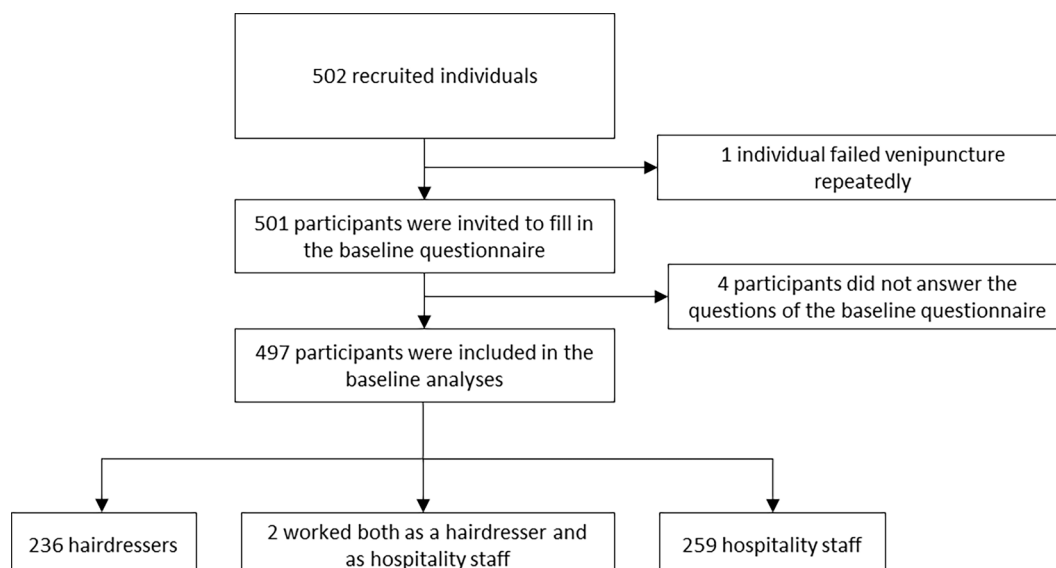 502 recruited individuals
1 individual failed venipuncture
repeatedly
501 participants were invited to fill in
the baseline questionnaire
4 participants did not answer the
questions of the baseline questionnaire
497 participants were included in the
baseline analyses
236 hairdressers
2 worked both as a hairdresser and
as hospitality staff
259 hospitality staff